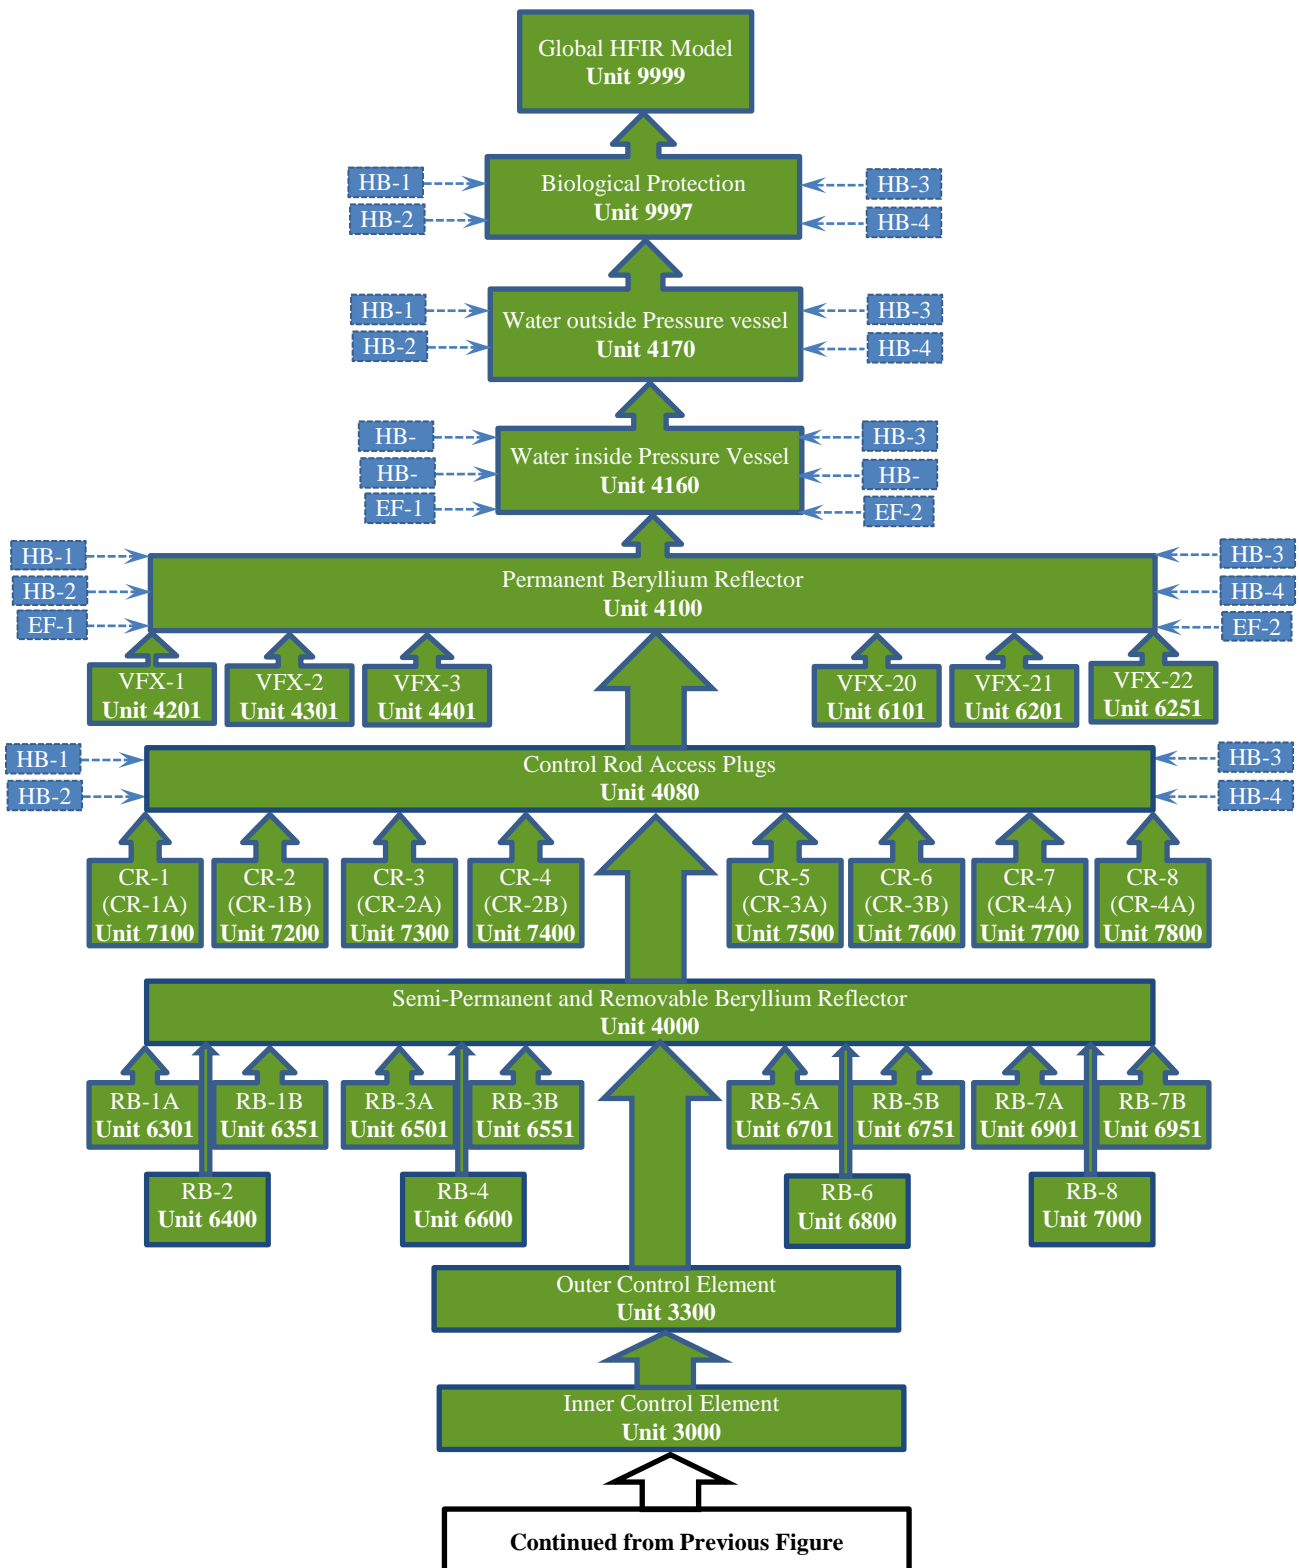 Global HFIR Model
Unit 9999
HB-1
HB-2
Biological Protection
Unit 9997
HB-3
HB-4
HB-1
HB-2
Water outside Pressure vessel
Unit 4170
HB-3
HB-4
HB-
HB-
EF-1
Water inside Pressure Vessel
Unit 4160
HB-3
HB-
EF-2
HB-1
HB-2
EF-1
Permanent Beryllium Reflector
Unit 4100
HB-3
HB-4
EF-2
VFX-1
Unit 4201
VFX-2
Unit 4301
VFX-3
Unit 4401
VFX-20
Unit 6101
VFX-21
Unit 6201
VFX-22
Unit 6251
HB-1
HB-2
Control Rod Access Plugs
Unit 4080
HB-3
HB-4
CR-1
(CR-1A)
Unit 7100
CR-2
(CR-1B)
Unit 7200
CR-3
(CR-2A)
Unit 7300
CR-4
(CR-2B)
Unit 7400
CR-5
(CR-3A)
Unit 7500
CR-6
(CR-3B)
Unit 7600
CR-7
(CR-4A)
Unit 7700
CR-8
(CR-4A)
Unit 7800
Semi-Permanent and Removable Beryllium Reflector
Unit 4000
RB-1A
Unit 6301
RB-1B
Unit 6351
RB-3A
Unit 6501
RB-3B
Unit 6551
RB-5A
Unit 6701
RB-5B
Unit 6751
RB-7A
Unit 6901
RB-7B
Unit 6951
RB-2
Unit 6400
RB-4
Unit 6600
RB-6
Unit 6800
RB-8
Unit 7000
Outer Control Element
Unit 3300
Inner Control Element
Unit 3000
Continued from Previous Figure